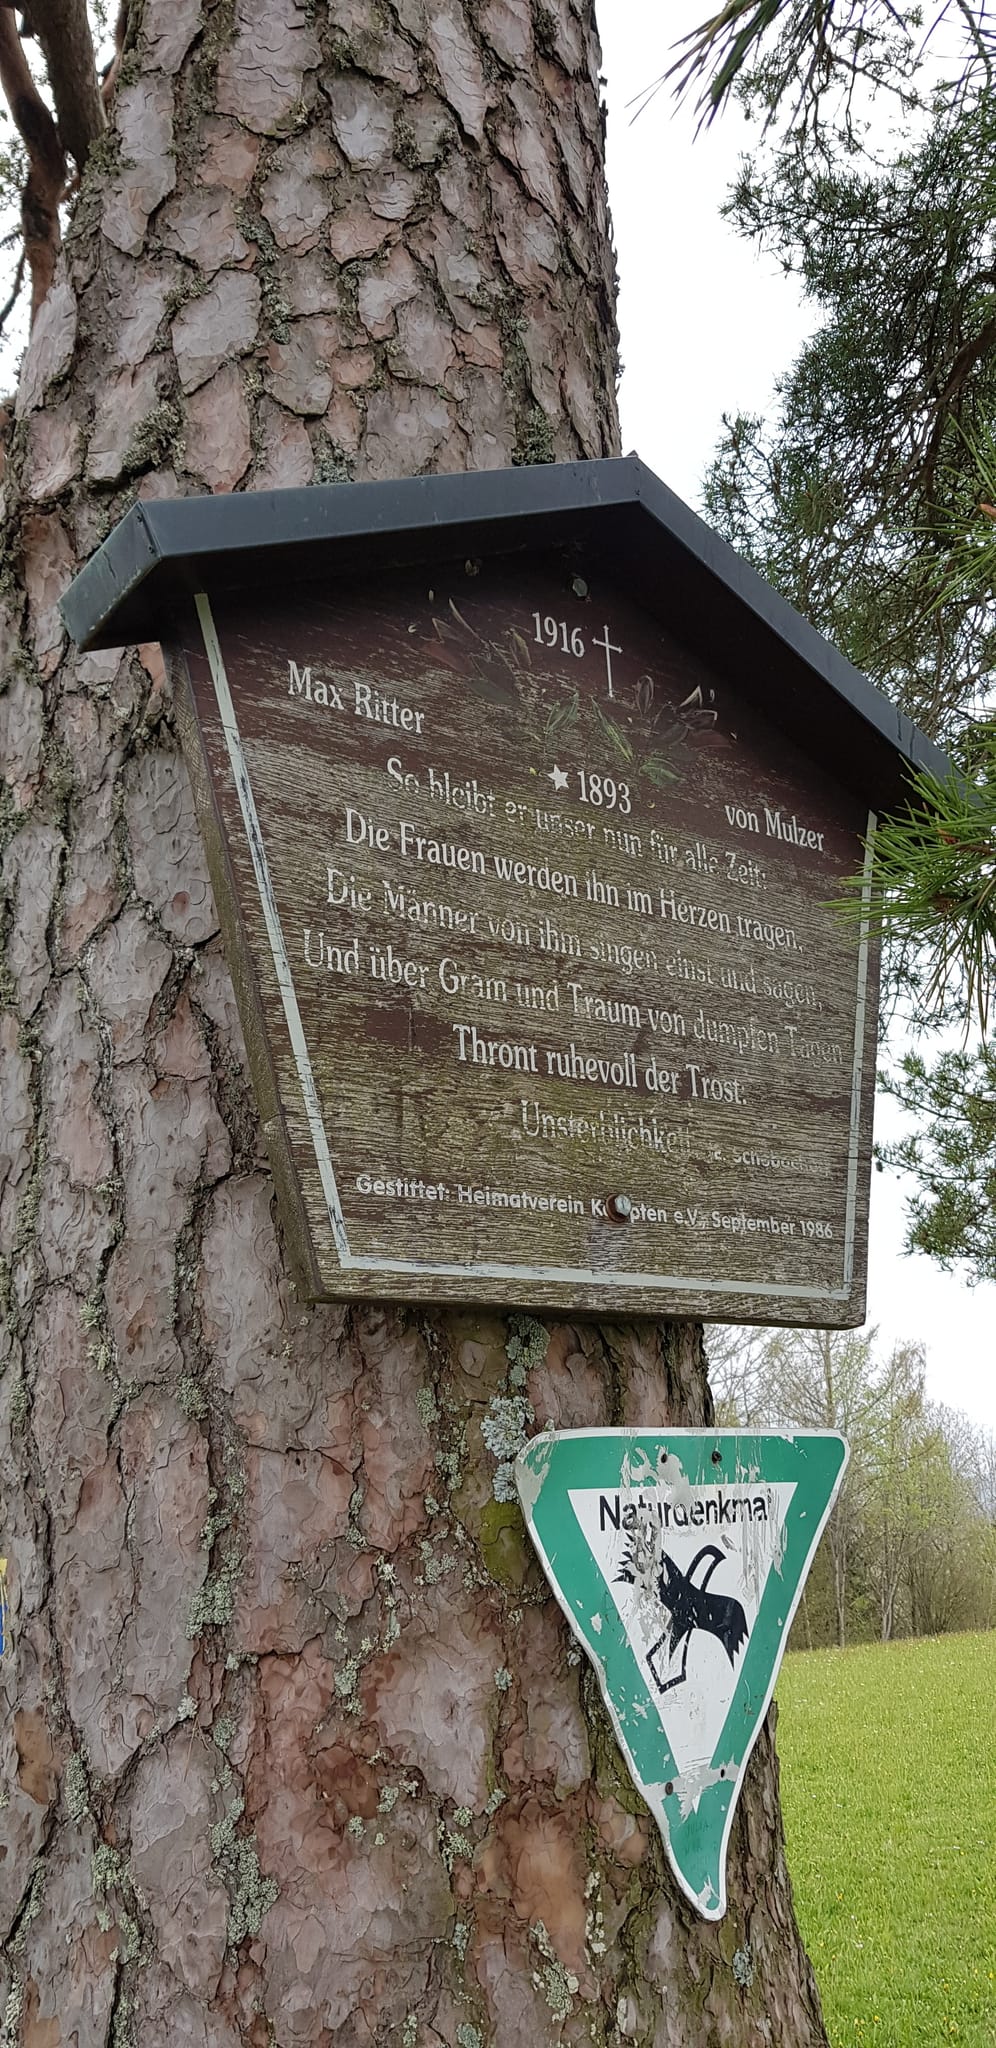 1916
Max Ritter
1893
von Mulzer
So bleibt er unser nun für alle Zeit:
Die Frauen werden ihn im Herzen tragen,
Die Männer von ihm singen einst und sagen,
Und über Gram und Traum von dumpfen Tagen
Thront ruhevoll der Trost:
Unsterblichkeit
Gestiftet: Heimatverein Kempten e.V., September 1986
Naturdenkmal